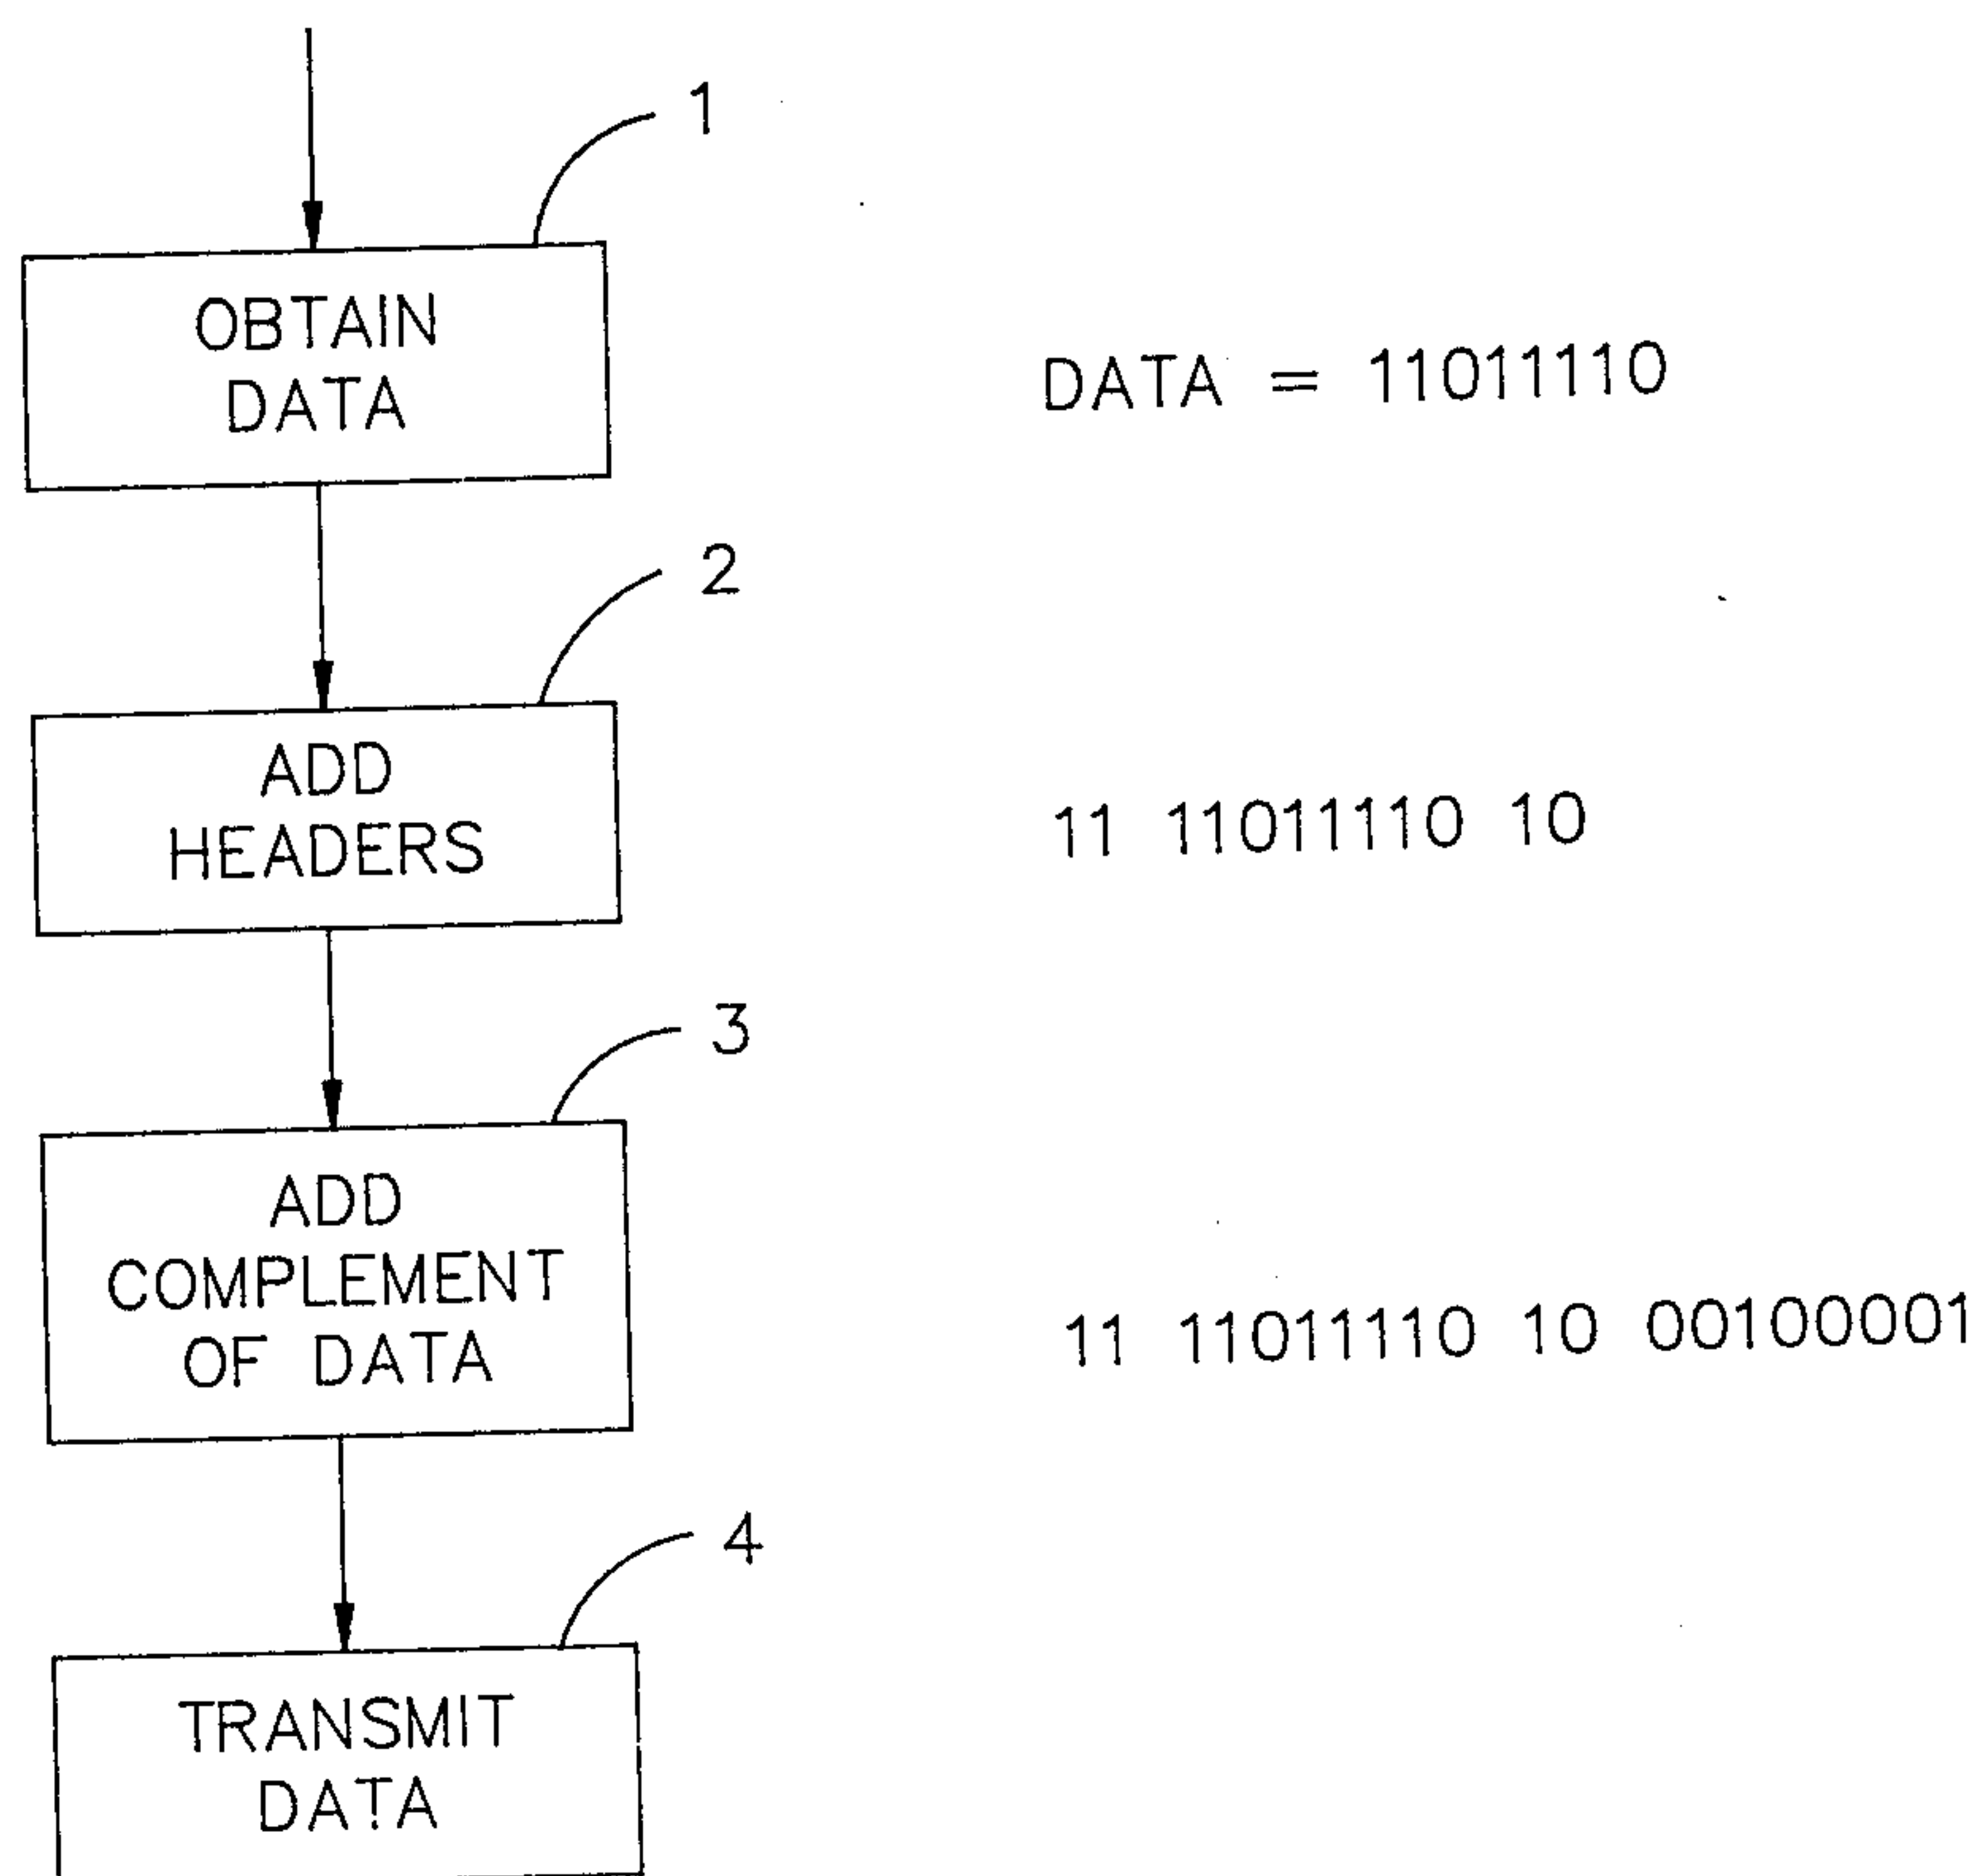 1
OBTAIN
DATA
DATA = 11011110
2
ADD
HEADERS
11 11011110 10
3
ADD
COMPLEMENT
OF DATA
11 11011110 10 00100001
4
TRANSMIT
DATA